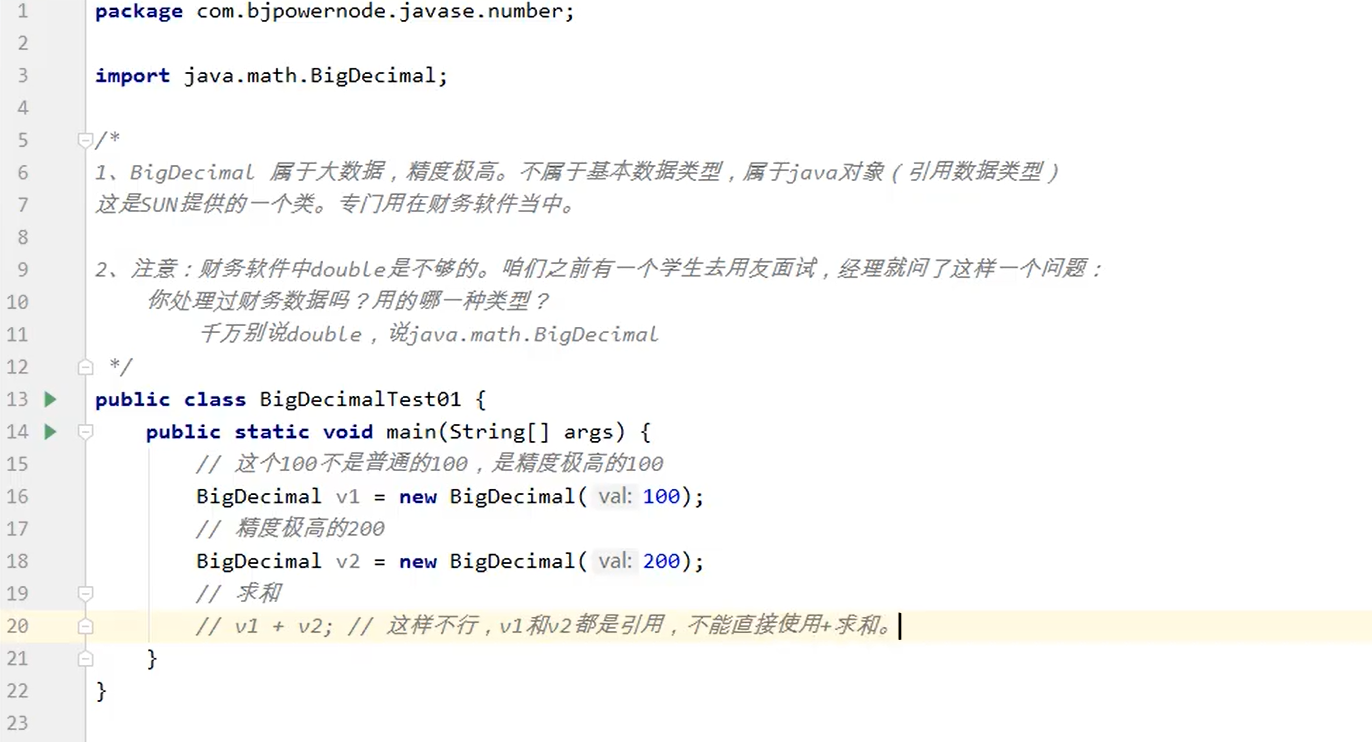 1 package com.bjpowernode.javase.number;
2
3 import java.math.BigDecimal;
4
5 /*
6 1、BigDecimal 属于大数据，精度极高。不属于基本数据类型，属于java对象（引用数据类型）
7 这是SUN提供的一个类。专门用在财务软件当中。
8
9 2、注意：财务软件中double是不够的。咱们之前有一个学生去用友面试，经理就问了这样一个问题：
10 你处理过财务数据吗？用的哪一种类型？
11 千万别说double，说java.math.BigDecimal
12 */
13 public class BigDecimalTest01 {
14 public static void main(String[] args) {
15 // 这个100不是普通的100，是精度极高的100
16 BigDecimal v1 = new BigDecimal( val: 100);
17 // 精度极高的200
18 BigDecimal v2 = new BigDecimal( val: 200);
19 // 求和
20 // v1 + v2; // 这样不行，v1和v2都是引用，不能直接使用+求和。
21 }
22 }
23